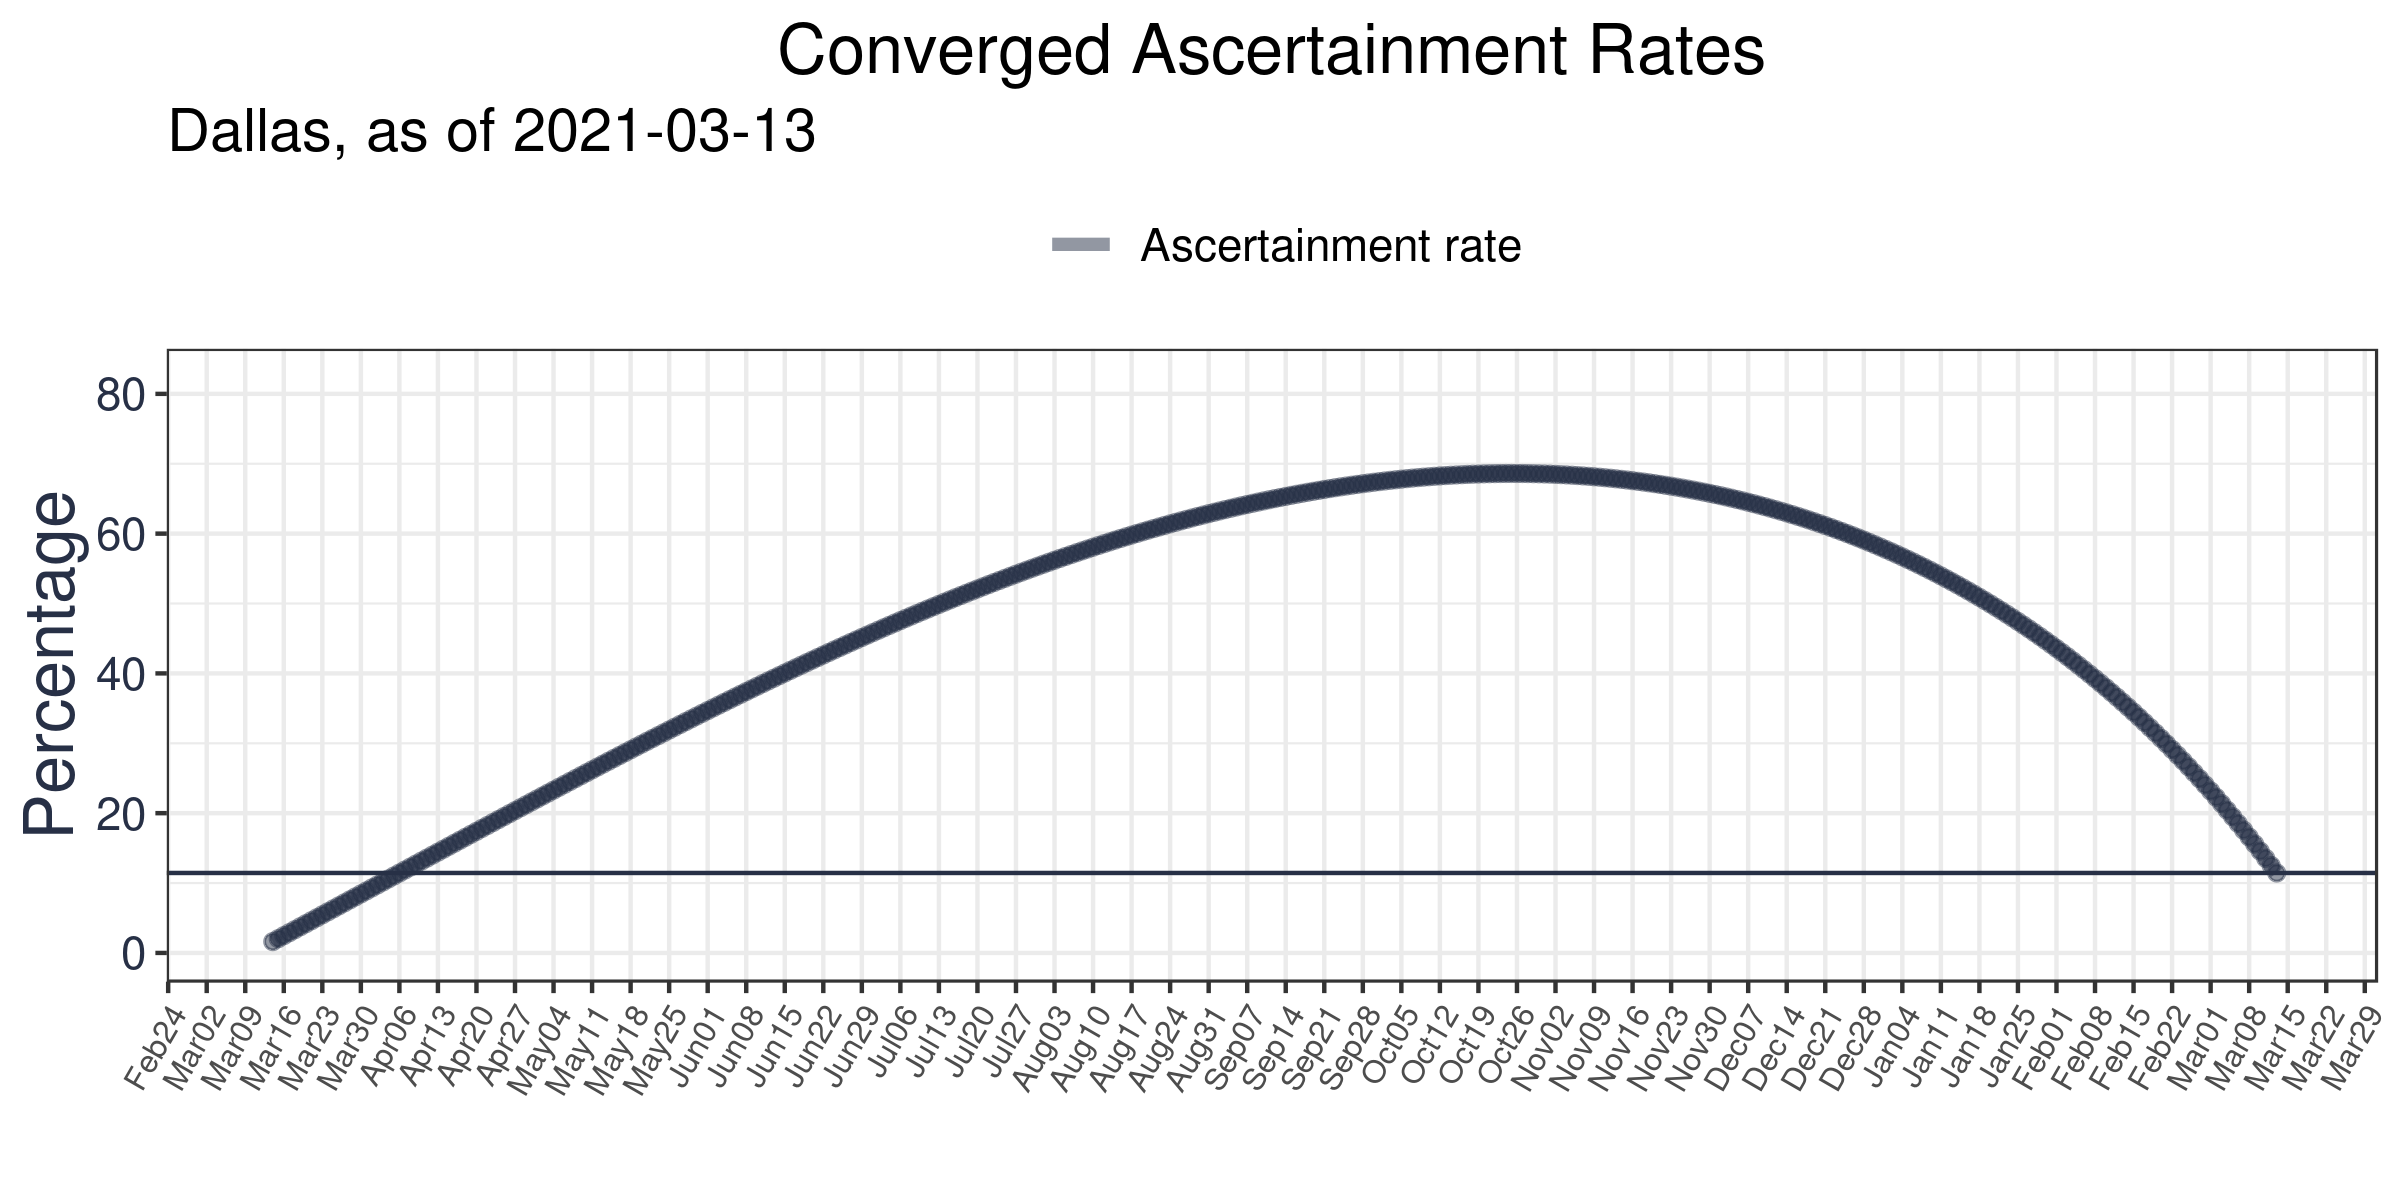 Converged Ascertainment Rates
Dallas, as of 2021-03-13
Ascertainment rate
Percentage
80
60
40
20
0
Feb24
Mar02
Mar09
Mar16
Mar23
Mar30
Apr06
Apr13
Apr20
Apr27
May04
May11
May18
May25
Jun01
Jun08
Jun15
Jun22
Jun29
Jul06
Jul13
Jul20
Jul27
Aug03
Aug10
Aug17
Aug24
Aug31
Sep07
Sep14
Sep21
Sep28
Oct05
Oct12
Oct19
Oct26
Nov02
Nov09
Nov16
Nov23
Nov30
Dec07
Dec14
Dec21
Dec28
Jan04
Jan11
Jan18
Jan25
Feb01
Feb08
Feb15
Feb22
Mar01
Mar08
Mar15
Mar22
Mar29